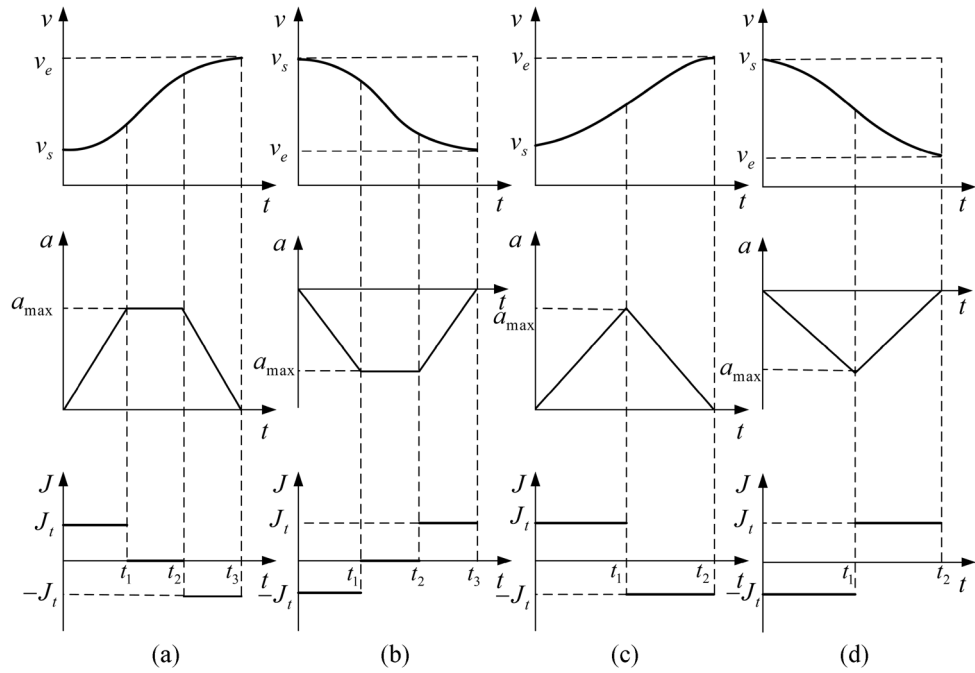 v v v v
v_e v_s v_e v_s
v_s v_e v_s v_e
t t t t
a a a a
a_max t a_max t
a_max a_max
t t
J J J J
J_t J_t J_t J_t
t_1 t_2 t_3 t t_1 t_2 t_3 t t_1 t_2 t t_1 t_2 t
−J_t −J_t −J_t −J_t
(a) (b) (c) (d)